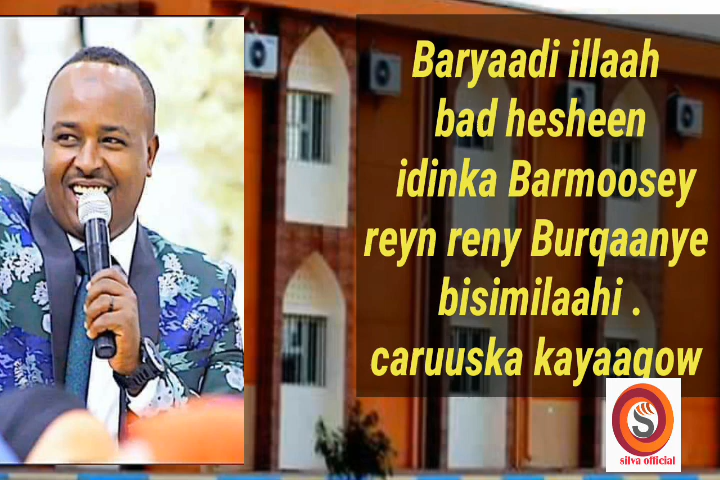 Baryaadi illaah
bad hesheen
idinka Barmoosey
reyn reny Burqaanye
bisimilaahi .
caruuska kayaaqow
S
silva official